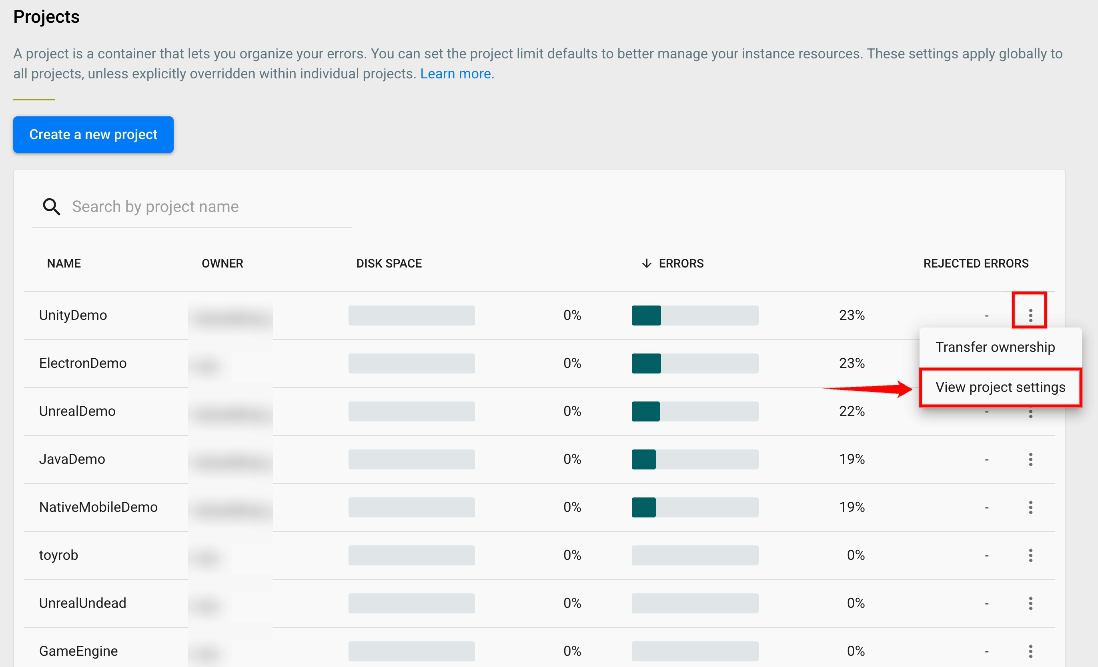 Projects
A project is a container that lets you organize your errors. You can set the project limit defaults to better manage your instance resources. These settings apply globally to
all projects, unless explicitly overridden within individual projects. Learn more.
Create a new project
Search by project name
NAME OWNER DISK SPACE ERRORS REJECTED ERRORS
UnityDemo 0% 23% -
Transfer ownership
ElectronDemo 0% 23%
View project settings
UnrealDemo 0% 22% -
JavaDemo 0% 19% -
NativeMobileDemo 0% 19% -
toyrob 0% 0% -
UnrealUndead 0% 0% -
GameEngine 0% 0% -